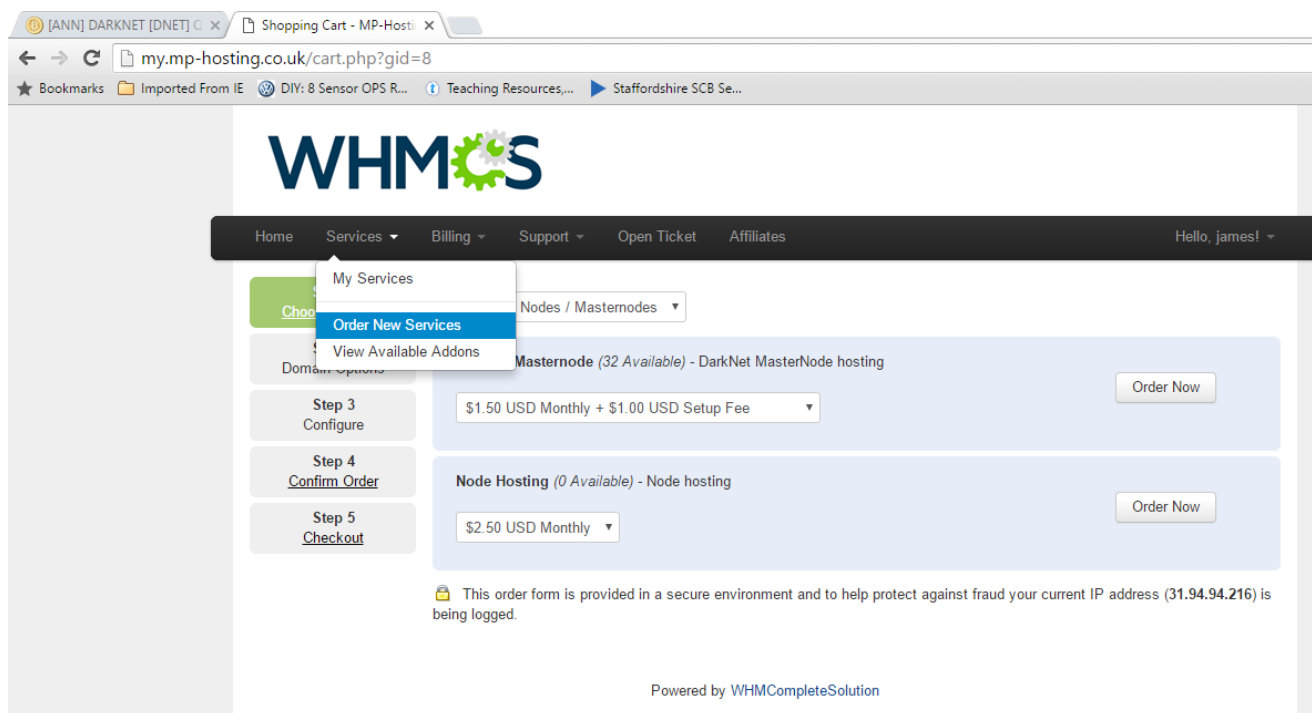 [ANN] DARKNET [DNET]
Shopping Cart - MP-Hosti
my.mp-hosting.co.uk/cart.php?gid=8
Bookmarks Imported From IE DIY: 8 Sensor OPS R... Teaching Resources,... Staffordshire SCB Se...
WHMCS
Home Services Billing Support Open Ticket Affiliates Hello, james!
My Services
Order New Services
View Available Addons
Choo
Nodes / Masternodes
Domain Options
Masternode (32 Available) - DarkNet MasterNode hosting
Order Now
$1.50 USD Monthly + $1.00 USD Setup Fee
Step 3
Configure
Step 4
Confirm Order
Step 5
Checkout
Node Hosting (0 Available) - Node hosting
Order Now
$2.50 USD Monthly
This order form is provided in a secure environment and to help protect against fraud your current IP address (31.94.94.216) is
being logged.
Powered by WHMCompleteSolution